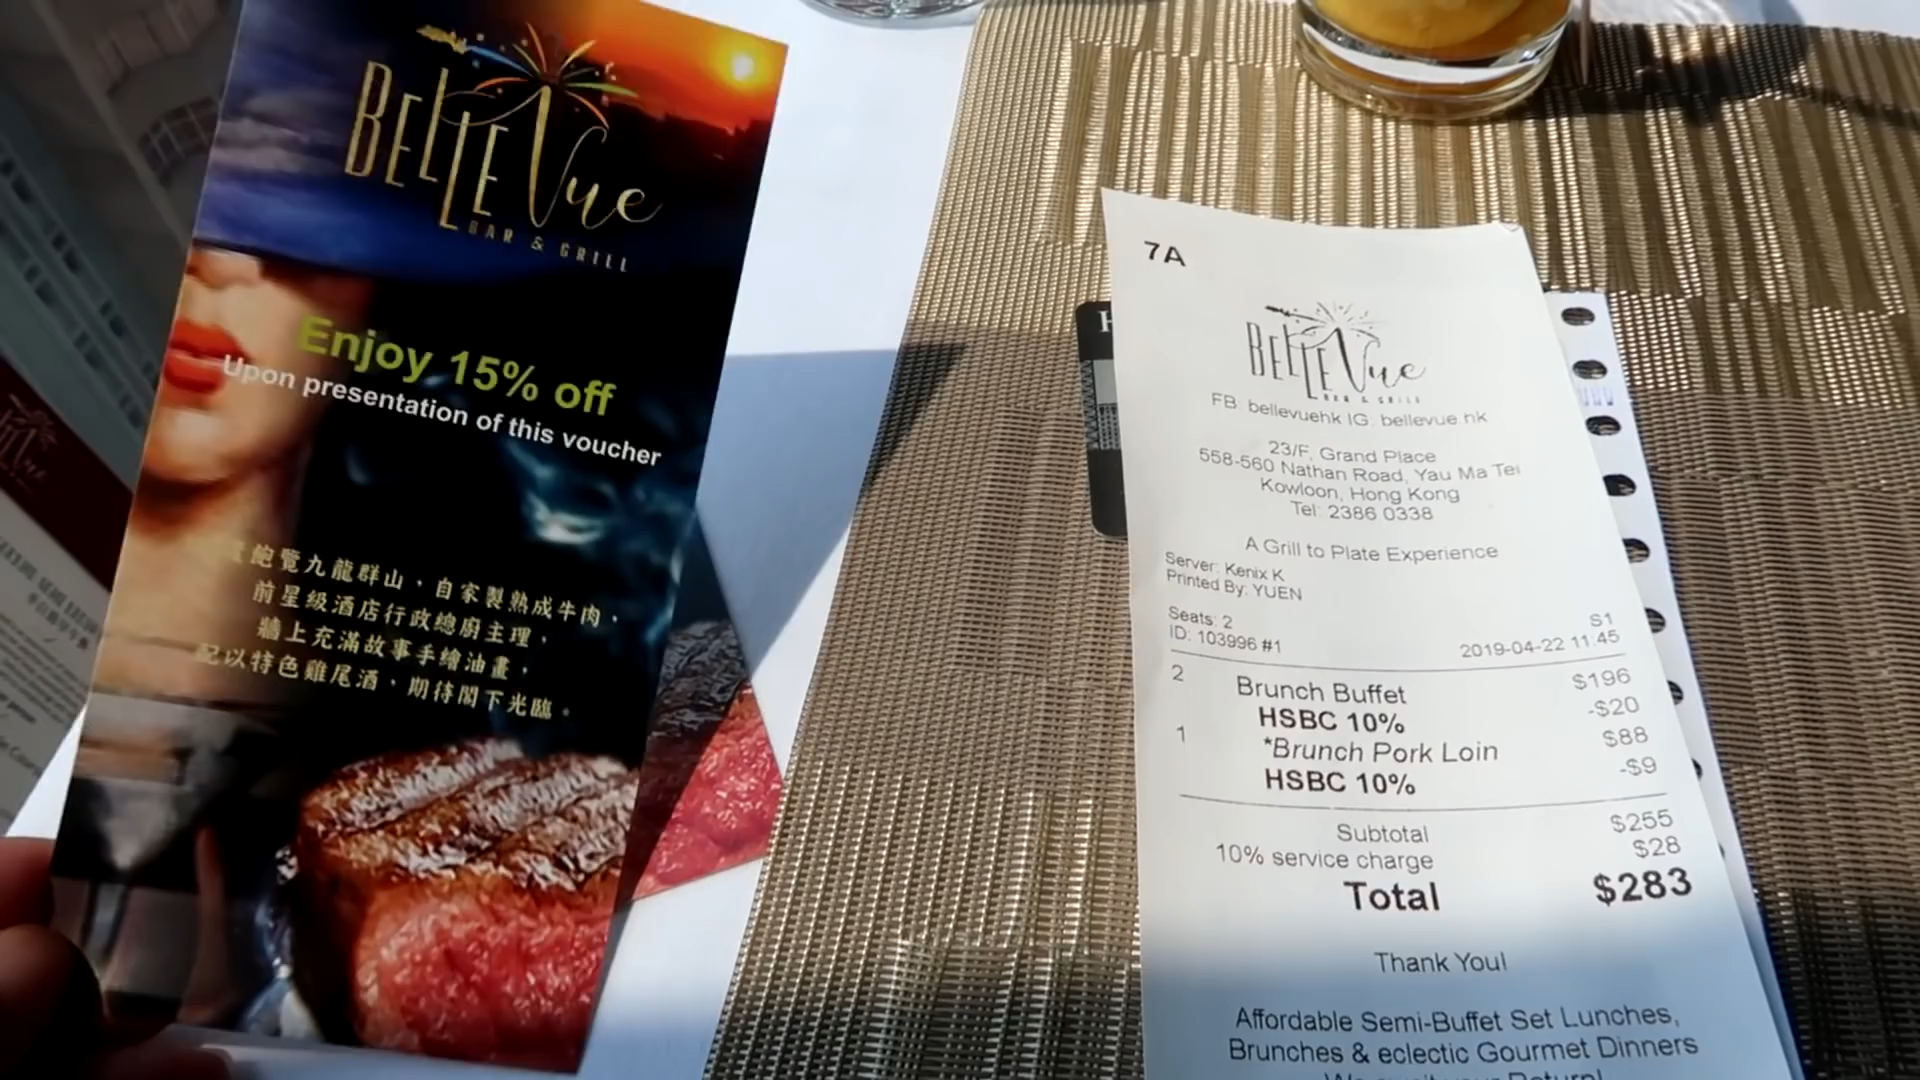 BELLEVue
BAR & GRILL
Enjoy 15% off
Upon presentation of this voucher
飽覽九龍群山，自家製熟成牛肉，
前星級酒店行政總廚主理，
牆上充滿故事手繪油畫，
配以特色雞尾酒，期待閣下光臨。
7A
BELLEVue
BAR & GRILL
FB: bellevuehk IG: bellevue.hk
23/F, Grand Place
558-560 Nathan Road, Yau Ma Tei
Kowloon, Hong Kong
Tel: 2386 0338
A Grill to Plate Experience
Server: Kenix K
Printed By: YUEN
Seats: 2 S1
ID: 103996 #1 2019-04-22 11:45
2 Brunch Buffet $196
HSBC 10% -$20
1 *Brunch Pork Loin $88
HSBC 10% -$9
Subtotal $255
10% service charge $28
Total $283
Thank You!
Affordable Semi-Buffet Set Lunches,
Brunches & eclectic Gourmet Dinners